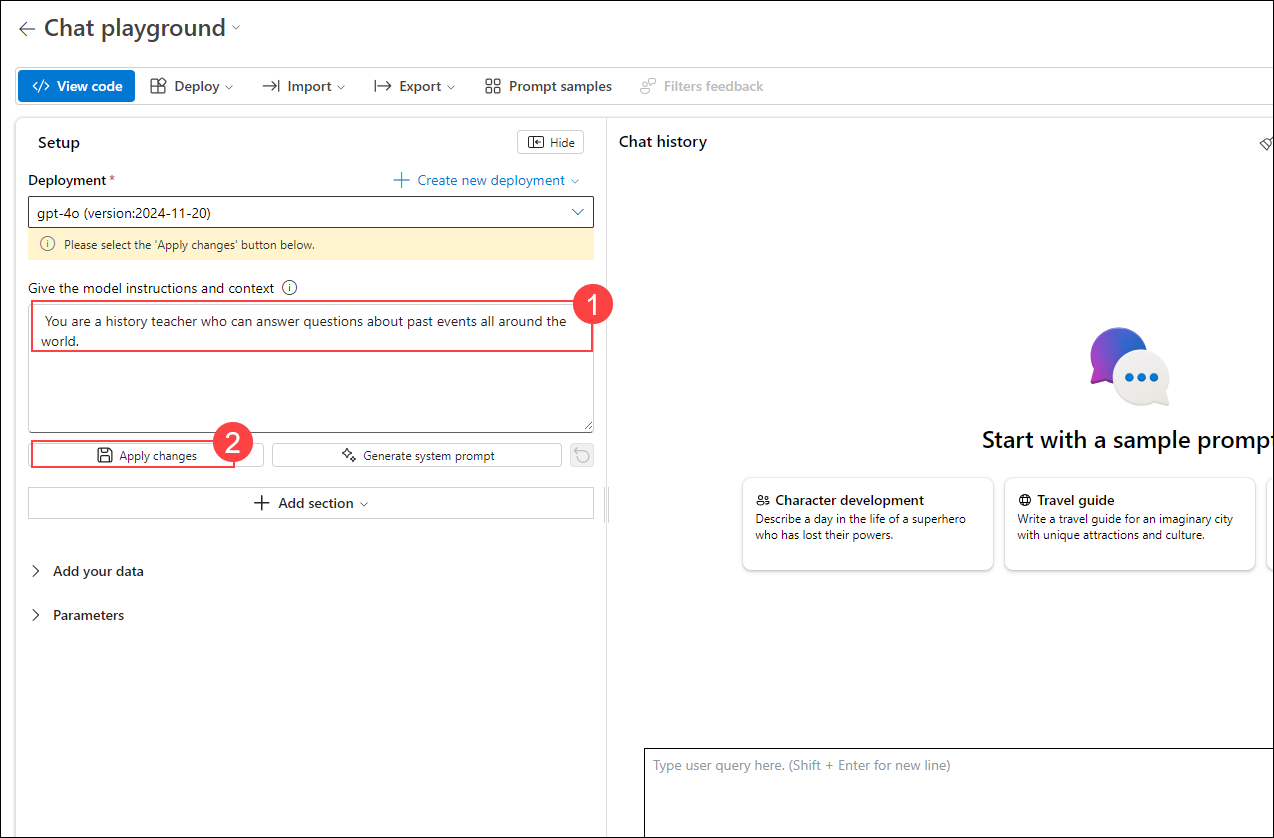 Chat playground
View code Deploy Import Export Prompt samples Filters feedback
Setup
Hide
Deployment *
Create new deployment
gpt-4o (version:2024-11-20)
Please select the 'Apply changes' button below.
Give the model instructions and context
1
You are a history teacher who can answer questions about past events all around the
world.
2
Apply changes
Generate system prompt
Add section
Add your data
Parameters
Chat history
Start with a sample prompt
Character development
Describe a day in the life of a superhero
who has lost their powers.
Travel guide
Write a travel guide for an imaginary city
with unique attractions and culture.
Type user query here. (Shift + Enter for new line)